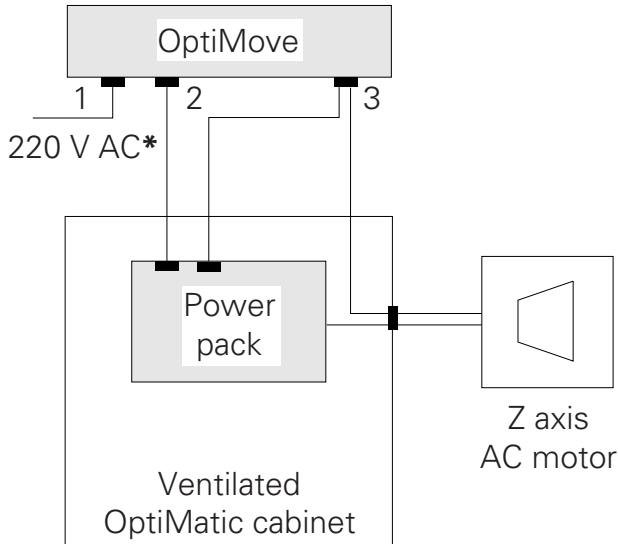 OptiMove
1 2 3
220 V AC*
Power
pack
Z axis
AC motor
Ventilated
OptiMatic cabinet